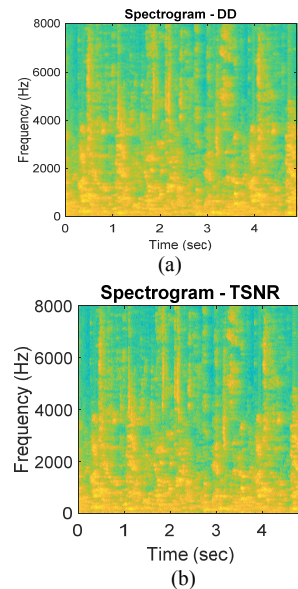 Spectrogram - DD
8000
6000
4000
2000
0
Frequency (Hz)
0 1 2 3 4
Time (sec)
(a)
Spectrogram - TSNR
8000
6000
4000
2000
0
Frequency (Hz)
0 1 2 3 4
Time (sec)
(b)